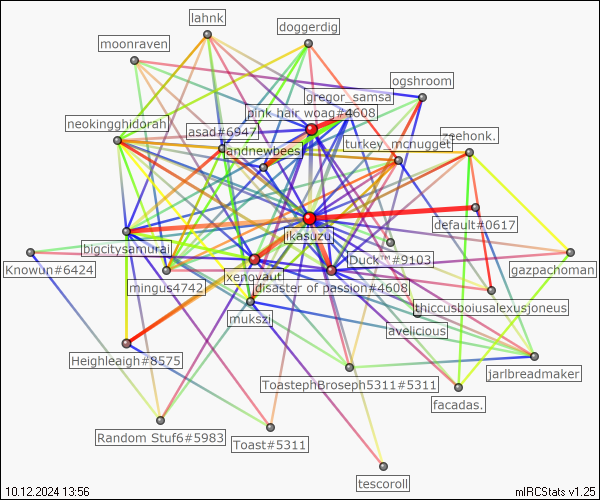 lahnk
doggerdig
moonraven
ogshroom
gregor_samsa
pink hair woag#4608
neokingghidorah
asad#6947
turkey_mcnugget
zeehonk.
andnewbees
default#0617
ikasuzu
bigcitysamurai
Duck™#9103
Knowun#6424
gazpachoman
xenovaut
mingus4742
disaster of passion#4608
thiccusboiusalexusjoneus
mukszi
avelicious
Heighleaigh#8575
jarlbreadmaker
ToastephBroseph5311#5311
facadas.
Random Stuf6#5983
Toast#5311
tescoroll
10.12.2024 13:56
mIRCStats v1.25